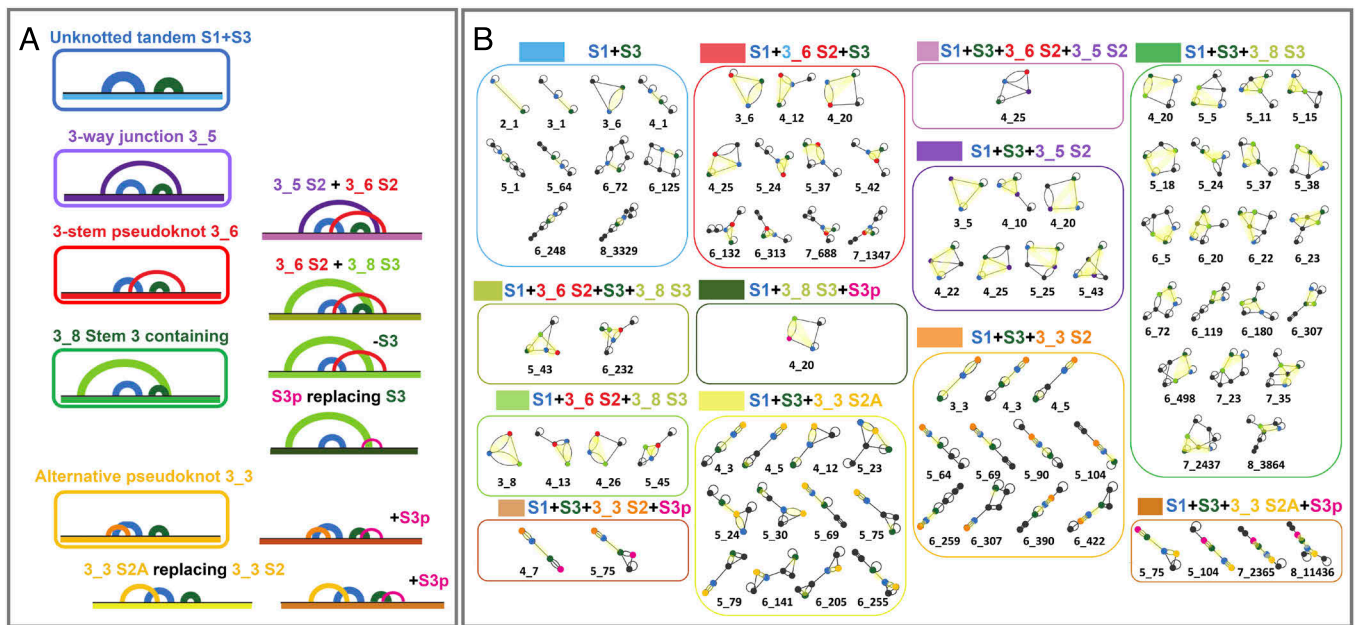 A
Unknotted tandem S1+S3
3-way junction 3_5
3-stem pseudoknot 3_6
3_8 Stem 3 containing
Alternative pseudoknot 3_3
3_3 S2A replacing 3_3 S2
3_5 S2 + 3_6 S2
3_6 S2 + 3_8 S3
-S3
S3p replacing S3
+S3p
+S3p
B
S1+S3
2_1 3_1 3_6 4_1
5_1 5_64 6_72 6_125
6_248 8_3329
S1+3_6 S2+S3
3_6 4_12 4_20
4_25 5_24 5_37 5_42
6_132 6_313 7_688 7_1347
S1+S3+3_6 S2+3_5 S2
4_25
S1+S3+3_5 S2
3_5 4_10 4_20
4_22 4_25 5_25 5_43
S1+S3+3_8 S3
4_20 5_5 5_11 5_15
5_18 5_24 5_37 5_38
6_5 6_20 6_22 6_23
6_72 6_119 6_180 6_307
6_498 7_23 7_35
7_2437 8_3864
S1+3_6 S2+S3+3_8 S3
5_43 6_232
S1+3_8 S3+S3p
4_20
S1+S3+3_3 S2
3_3 4_3 4_5
5_64 5_69 5_90 5_104
6_259 6_307 6_390 6_422
S1+3_6 S2+3_8 S3
3_8 4_13 4_26 5_45
S1+S3+3_3 S2A
4_3 4_5 4_12 5_23
5_24 5_30 5_69 5_75
5_79 6_141 6_205 6_255
S1+S3+3_3 S2+S3p
4_7 5_75
S1+S3+3_3 S2A+S3p
5_75 5_104 7_2365 8_11436